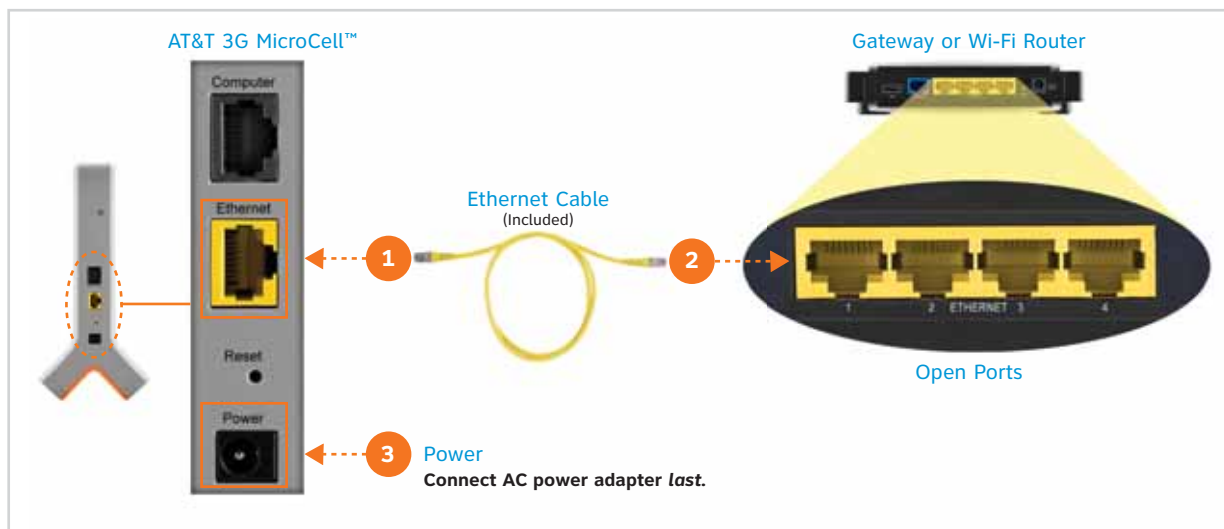 AT&T 3G MicroCell™
Gateway or Wi-Fi Router
Computer
Ethernet
Ethernet Cable
(Included)
1
2
1 2 ETHERNET 3 4
Reset
Open Ports
Power
3
Power
Connect AC power adapter last.